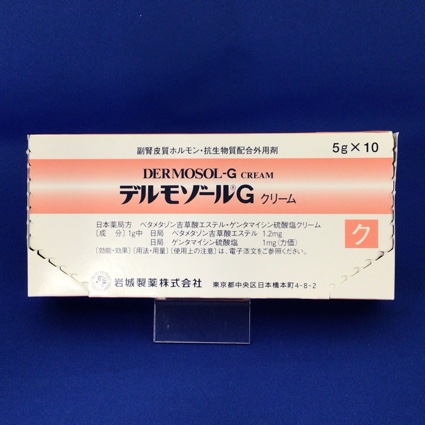 副腎皮質ホルモン・抗生物質配合外用剤
5g×10
DERMOSOL-G CREAM
デルモゾール®G クリーム
日本薬局方 ベタメタゾン吉草酸エステル・ゲンタマイシン硫酸塩クリーム
〔成 分〕1g中 日局 ベタメタゾン吉草酸エステル 1.2mg
日局 ゲンタマイシン硫酸塩 1mg(力価)
〔効能・効果〕〔用法・用量〕〔使用上の注意〕は、電子添文をご参照ください。
ク
岩城製薬株式会社 東京都中央区日本橋本町4-8-2